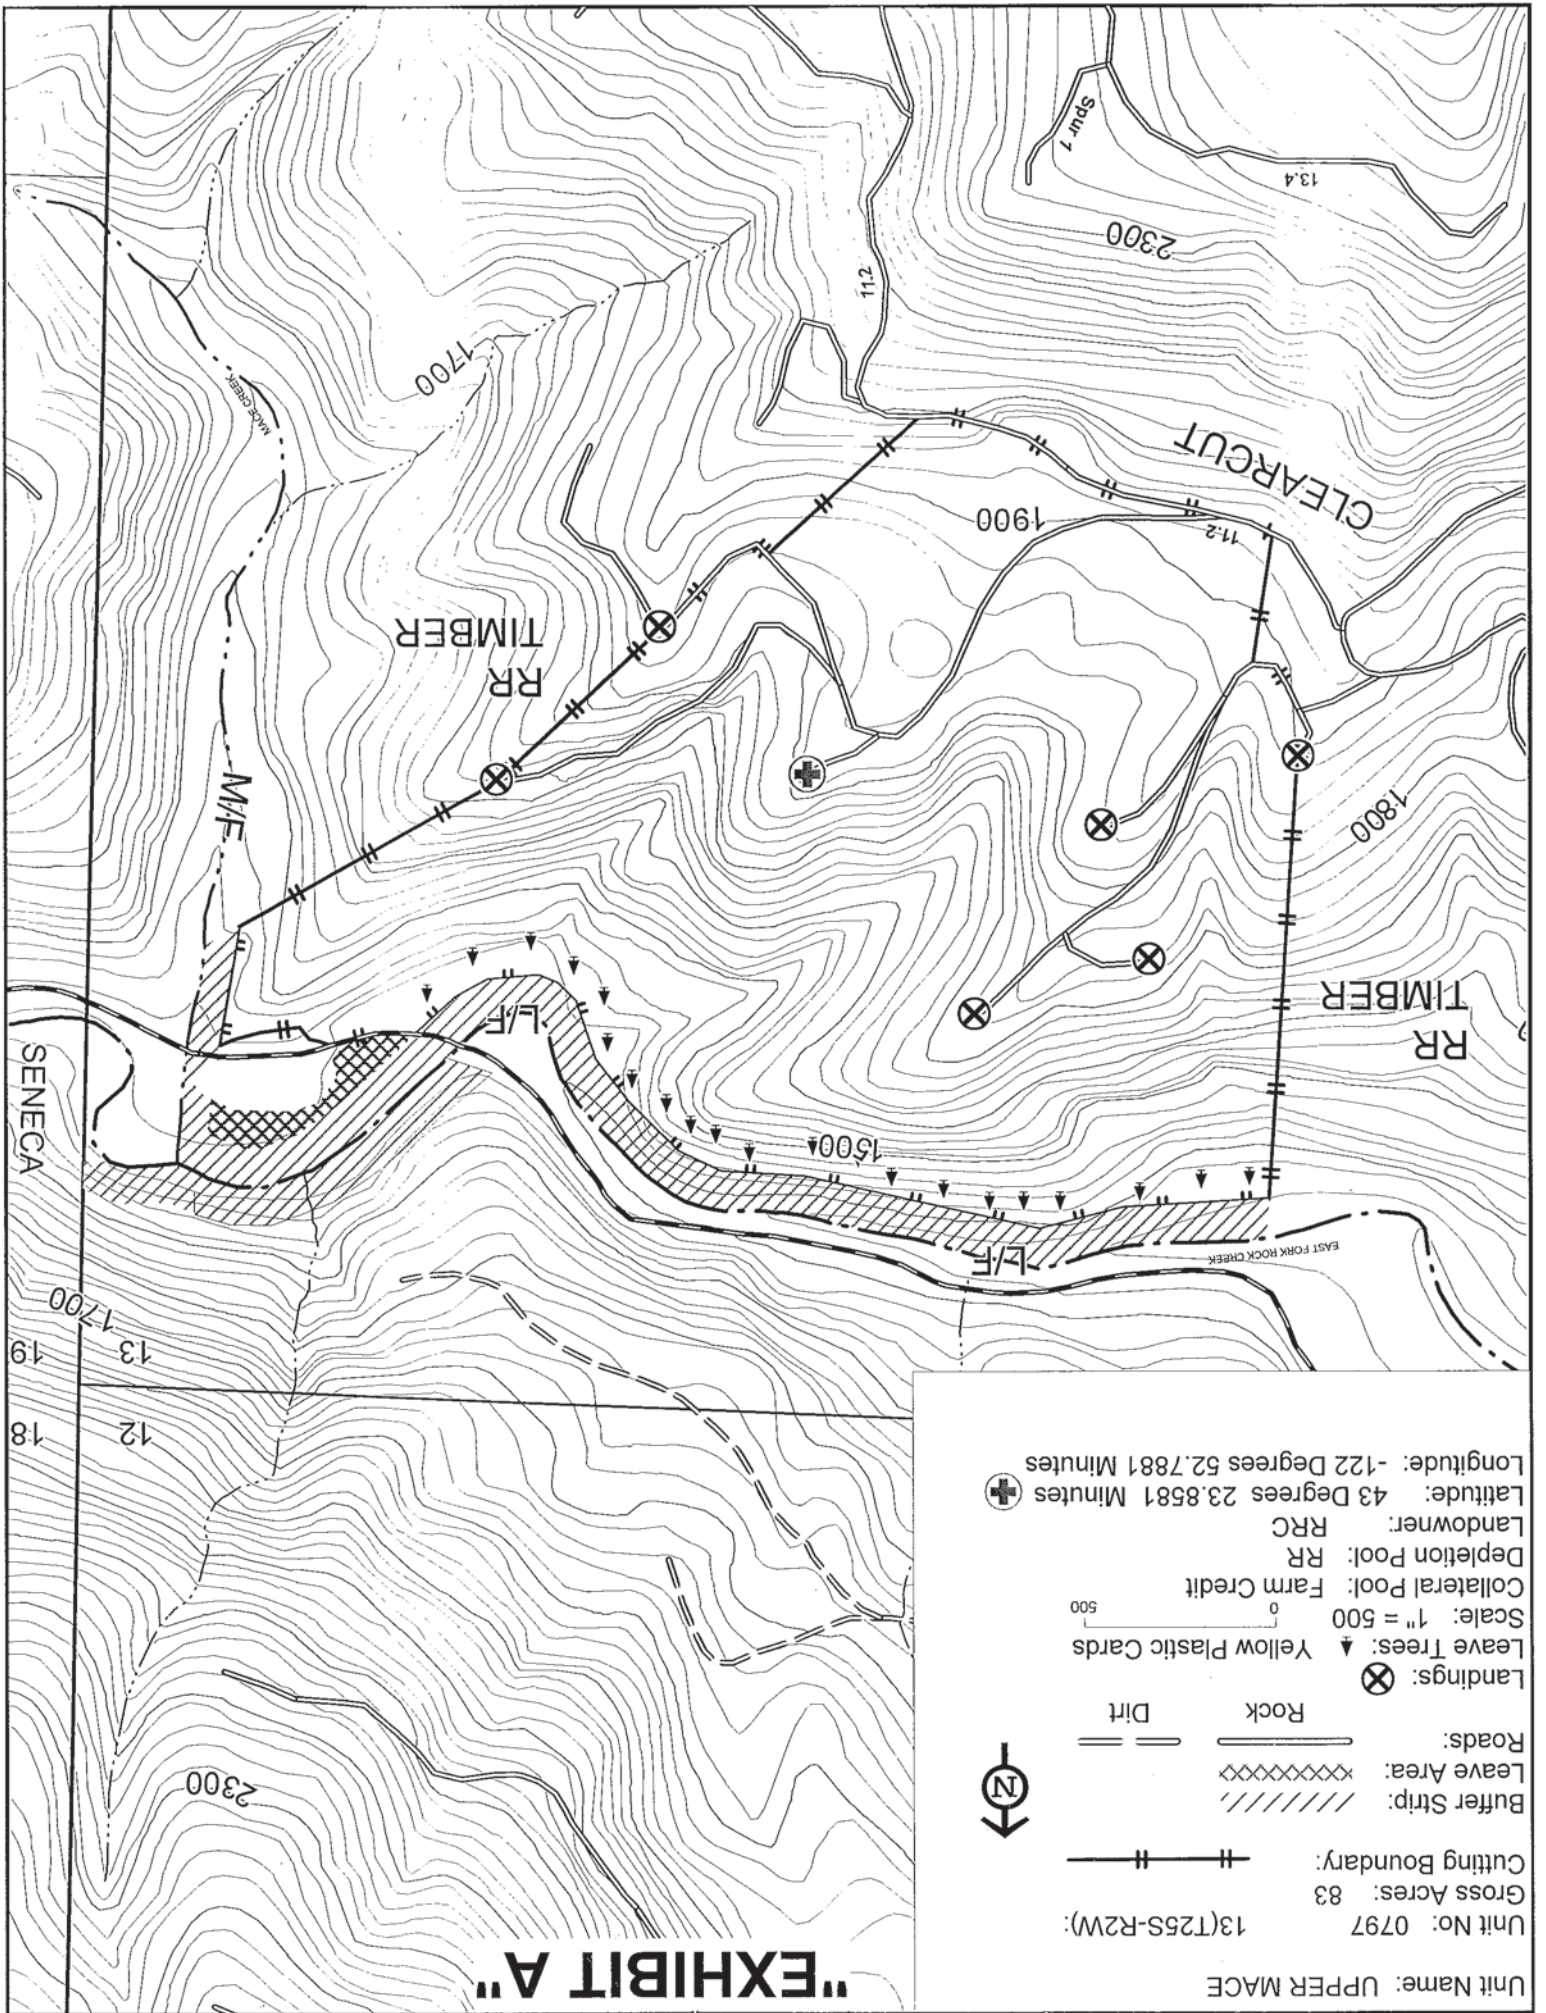 "EXHIBIT A"
Unit Name: UPPER MACE
Unit No: 0797 13(T25S-R2W):
Gross Acres: 83
Cutting Boundary:
Buffer Strip:
Leave Area:
Roads:
Rock Dirt
Landings:
Leave Trees: Yellow Plastic Cards
Scale: 1" = 500
0 500
Collateral Pool: Farm Credit
Depletion Pool: RR
Landowner: RRC
Latitude: 43 Degrees 23.8581 Minutes
Longitude: -122 Degrees 52.7881 Minutes
N
2300
12 18
13 19
1700
EAST FORK ROCK CREEK
L/F
1500
SENECA
L/F
RR
TIMBER
1800
M/F
RR
TIMBER
1900
11.2
CLEARCUT
1700
MACE CREEK
11.2
2300
13.4
Spur 1